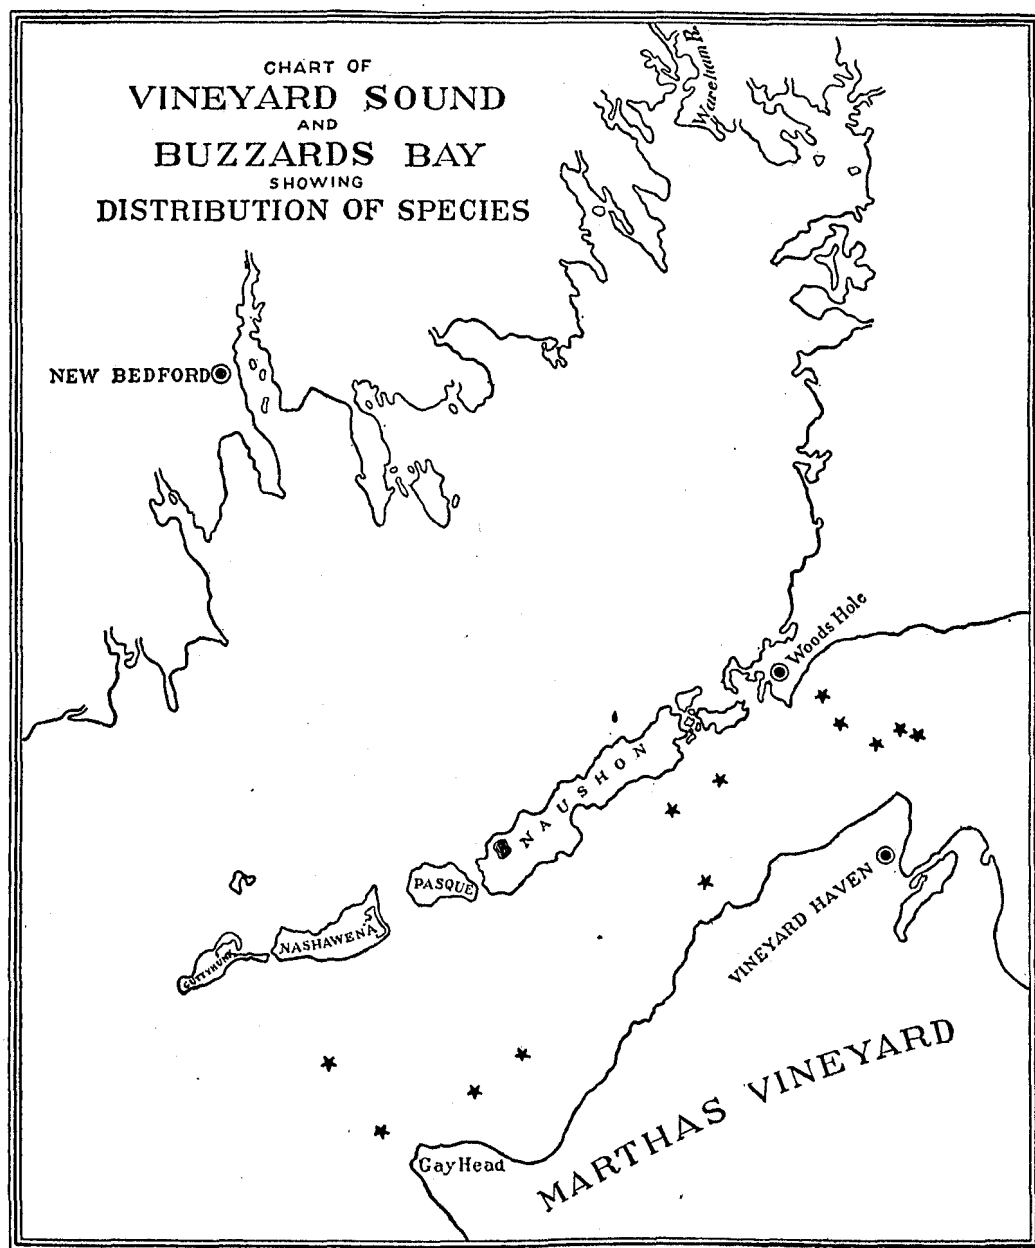 CHART OF
VINEYARD SOUND
AND
BUZZARDS BAY
SHOWING
DISTRIBUTION OF SPECIES
Wareham R.
NEW BEDFORD
Woods Hole
NAUSHON
PASQUE
NASHAWENA
CUTTYHUNK
VINEYARD HAVEN
MARTHAS VINEYARD
Gay Head